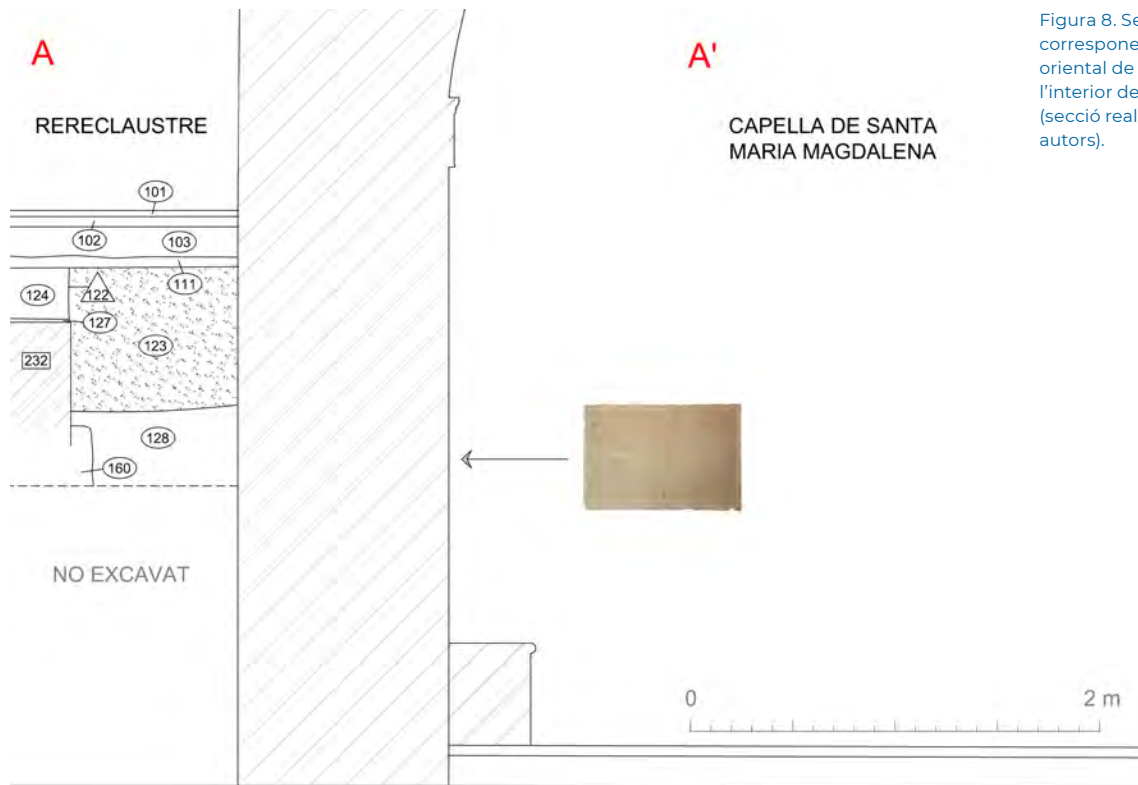 A
RERECLAUSTRE
101
102
103
111
124
122
127
123
232
128
160
NO EXCAVAT
A'
CAPELLA DE SANTA
MARIA MAGDALENA
0
2 m
Figura 8. Se
correspone
oriental de
l'interior de
(secció real
autors).